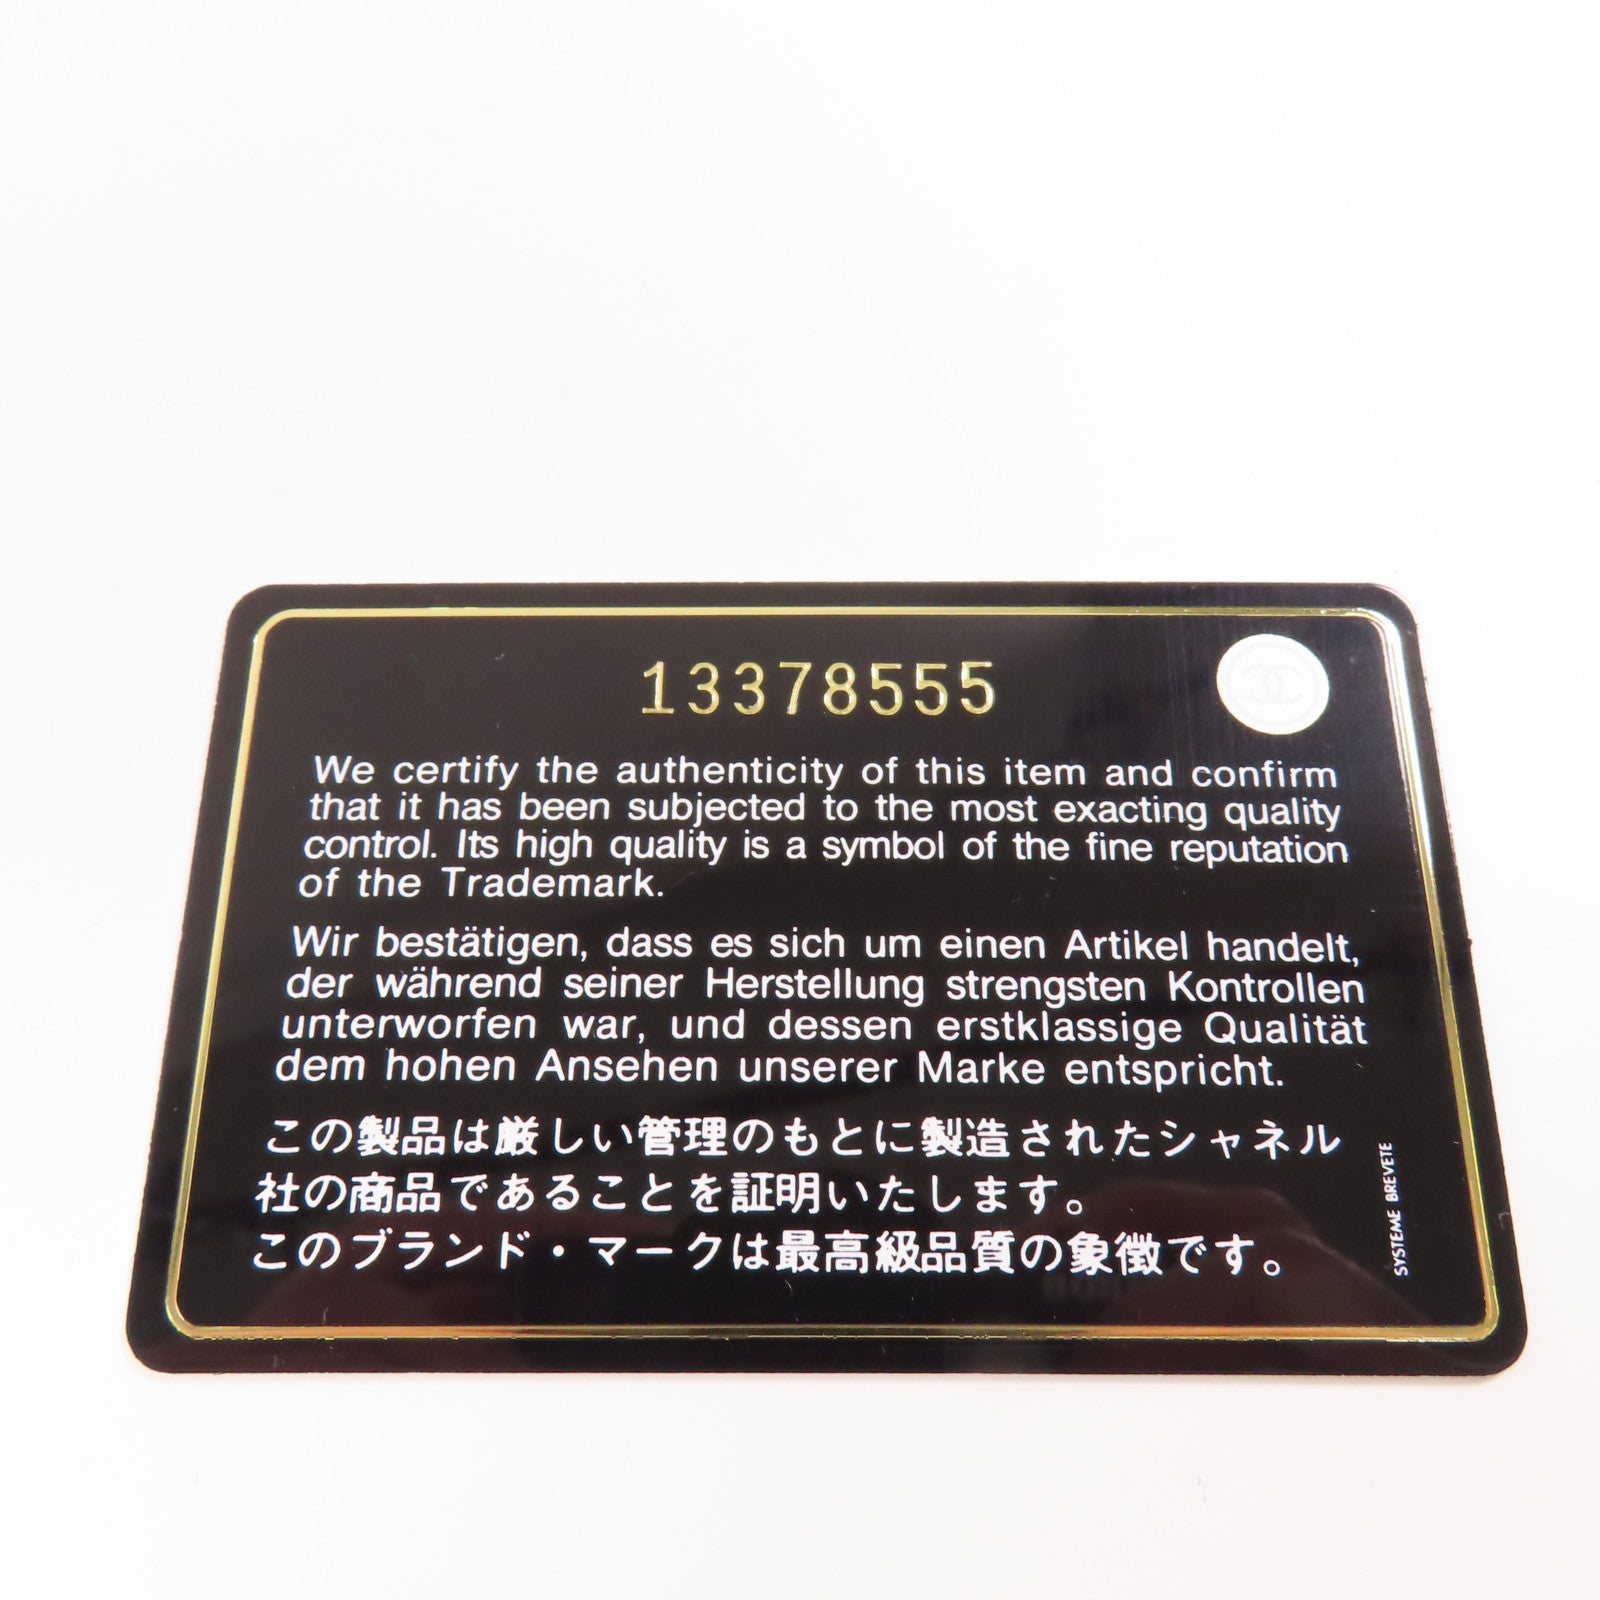 13378555
We certify the authenticity of this item and confirm
that it has been subjected to the most exacting quality
control. Its high quality is a symbol of the fine reputation
of the Trademark.
Wir bestätigen, dass es sich um einen Artikel handelt,
der während seiner Herstellung strengsten Kontrollen
unterworfen war, und dessen erstklassige Qualität
dem hohen Ansehen unserer Marke entspricht.
この製品は厳しい管理のもとに製造されたシャネル
社の商品であることを証明いたします。
このブランド・マークは最高級品質の象徴です。
SYSTEME BREVETE